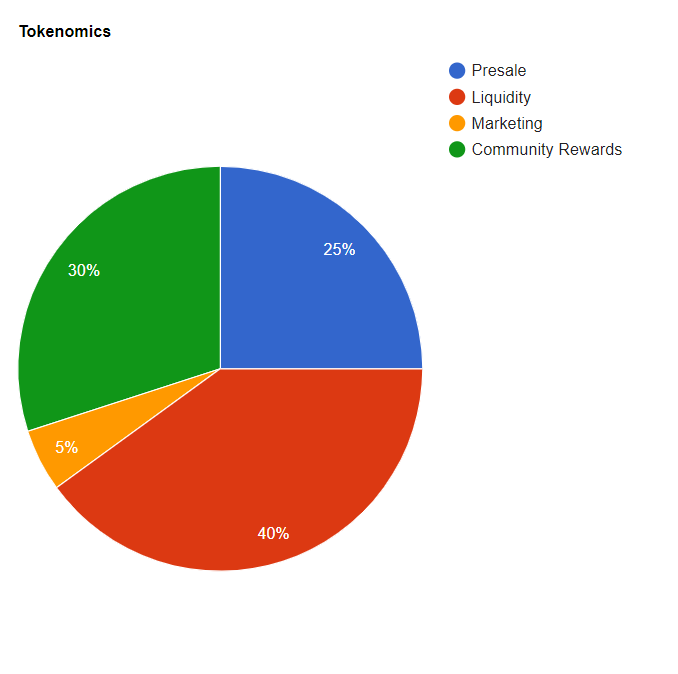 Tokenomics
Presale
Liquidity
Marketing
Community Rewards
25%
30%
5%
40%